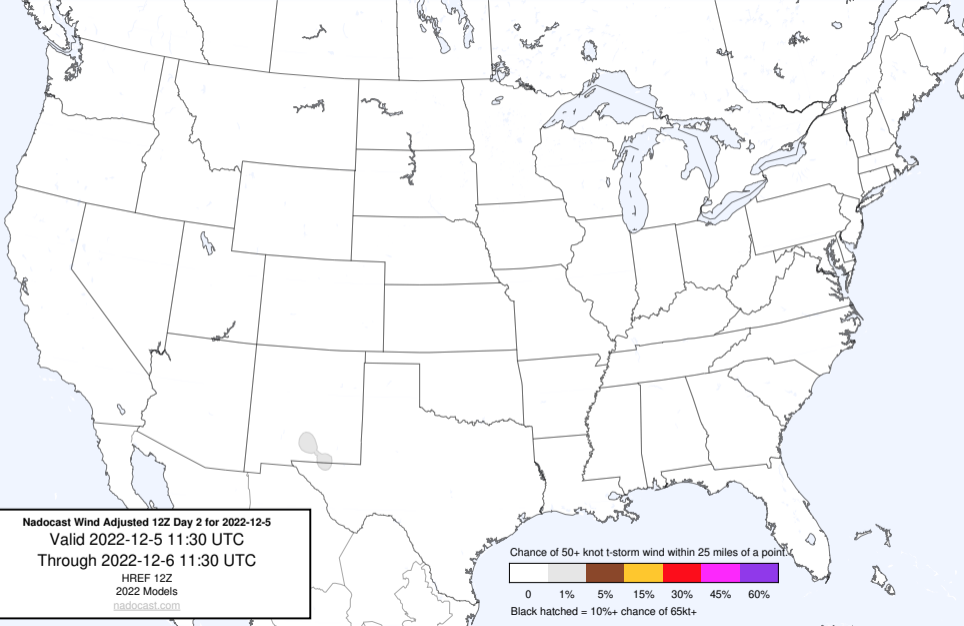 Nadocast Wind Adjusted 12Z Day 2 for 2022-12-5
Valid 2022-12-5 11:30 UTC
Through 2022-12-6 11:30 UTC
HREF 12Z
2022 Models
nadocast.com
Chance of 50+ knot t-storm wind within 25 miles of a point.
0 1% 5% 15% 30% 45% 60%
Black hatched = 10%+ chance of 65kt+